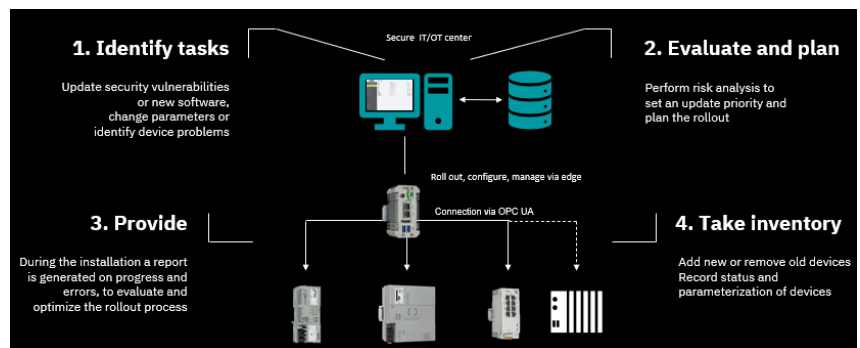 Secure IT/OT center
1. Identify tasks
Update security vulnerabilities
or new software,
change parameters or
identify device problems
2. Evaluate and plan
Perform risk analysis to
set an update priority and
plan the rollout
Roll out, configure, manage via edge
Connection via OPC UA
3. Provide
During the installation a report
is generated on progress and
errors, to evaluate and
optimize the rollout process
4. Take inventory
Add new or remove old devices
Record status and
parameterization of devices